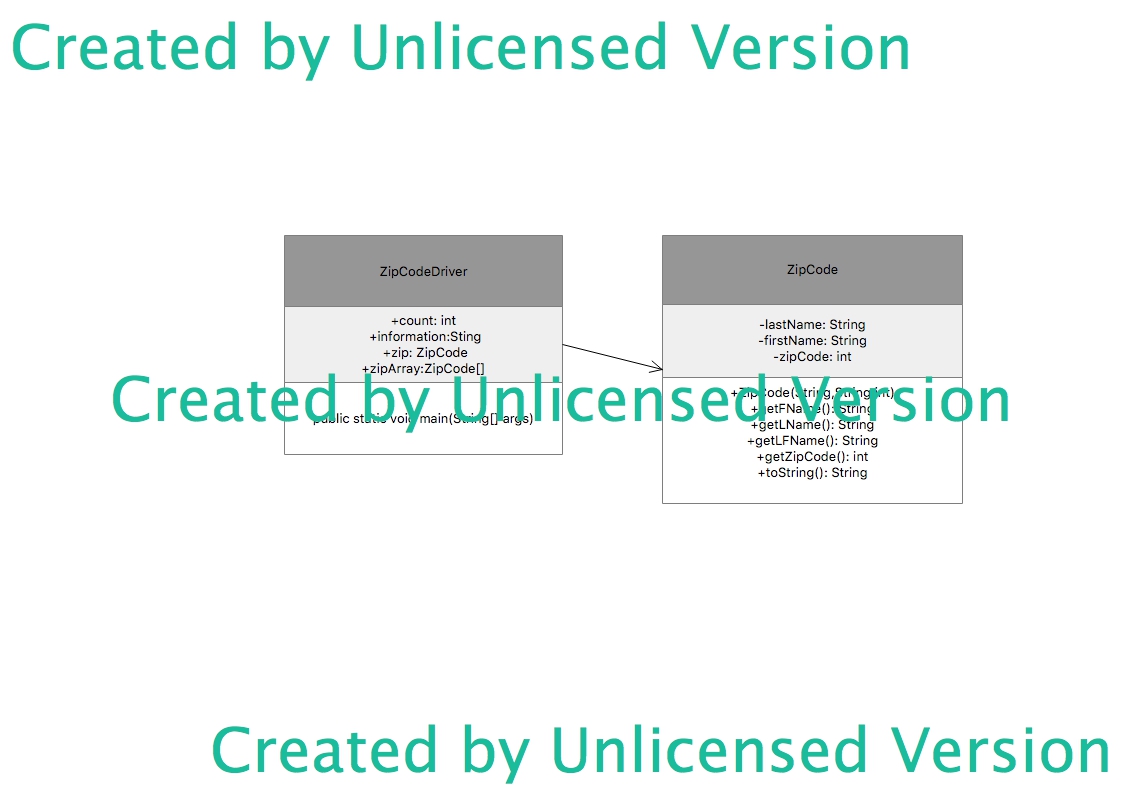 Created by Unlicensed Version
ZipCodeDriver
+count: int
+information:Sting
+zip: ZipCode
+zipArray:ZipCode[]
public static void main(String[] args)
ZipCode
-lastName: String
-firstName: String
-zipCode: int
+ZipCode(String,String,int)
+getFName(): String
+getLName(): String
+getLFName(): String
+getZipCode(): int
+toString(): String
Created by Unlicensed Version
Created by Unlicensed Version